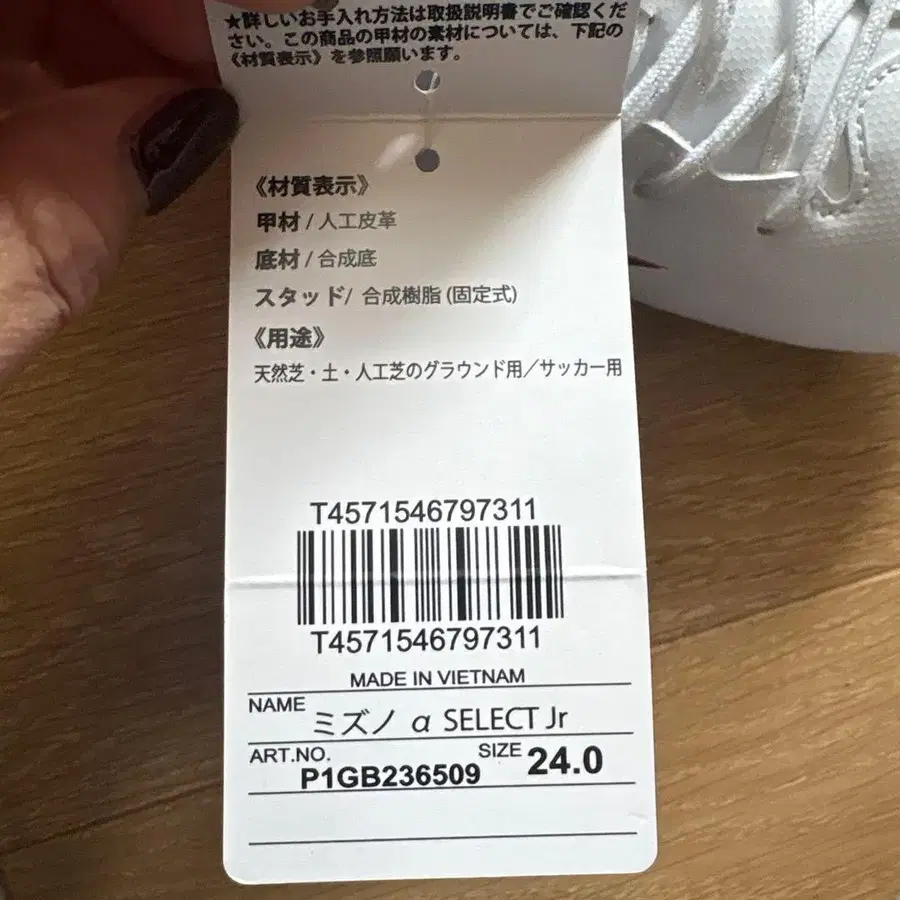 ★詳しいお手入れ方法は取扱説明書でご確認くだ
さい。この商品の甲材の素材については、下記の
《材質表示》を参照願います。
《材質表示》
甲材 / 人工皮革
底材 / 合成底
スタッド/ 合成樹脂 (固定式)
《用途》
天然芝・土・人工芝のグラウンド用／サッカー用
T4571546797311
T4571546797311
MADE IN VIETNAM
NAME ミズノ α SELECT Jr
ART.NO. P1GB236509 SIZE 24.0